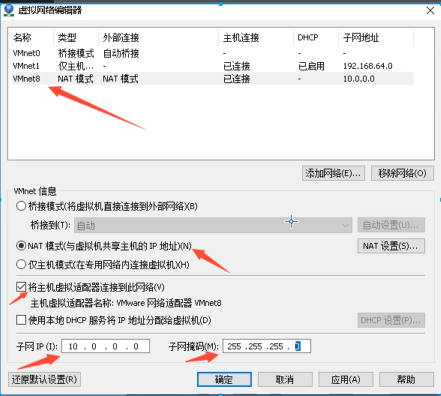 虚拟网络编辑器
名称 类型 外部连接 主机连接 DHCP 子网地址
VMnet0 桥接模式 自动桥接 - - -
VMnet1 仅主机... - 已连接 已启用 192.168.64.0
VMnet8 NAT 模式 NAT 模式 已连接 - 10.0.0.0
添加网络(E)... 移除网络(O)
VMnet 信息
桥接模式(将虚拟机直接连接到外部网络)(B)
桥接到(T): 自动 自动设置(U)...
NAT 模式(与虚拟机共享主机的 IP 地址)(N) NAT 设置(S)...
仅主机模式(在专用网络内连接虚拟机)(H)
将主机虚拟适配器连接到此网络(V)
主机虚拟适配器名称: VMware 网络适配器 VMnet8
使用本地 DHCP 服务将 IP 地址分配给虚拟机(D) DHCP 设置(P)...
子网 IP (I): 10 . 0 . 0 . 0 子网掩码(M): 255 .255 .255 . 0
还原默认设置(R) 确定 取消 应用(A) 帮助